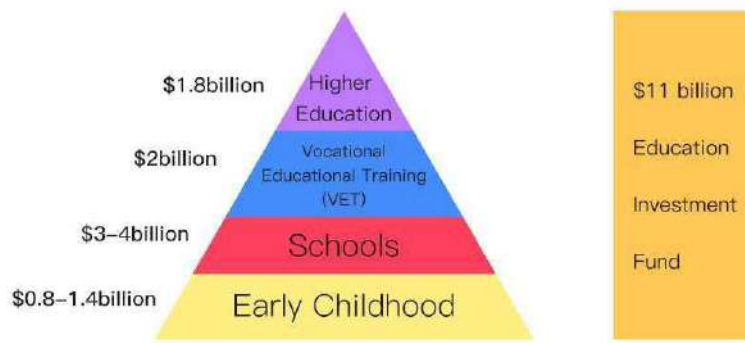 $1.8billion
Higher
Education
$2billion
Vocational
Educational Training
(VET)
$3-4billion
Schools
$0.8-1.4billion
Early Childhood
$11 billion
Education
Investment
Fund